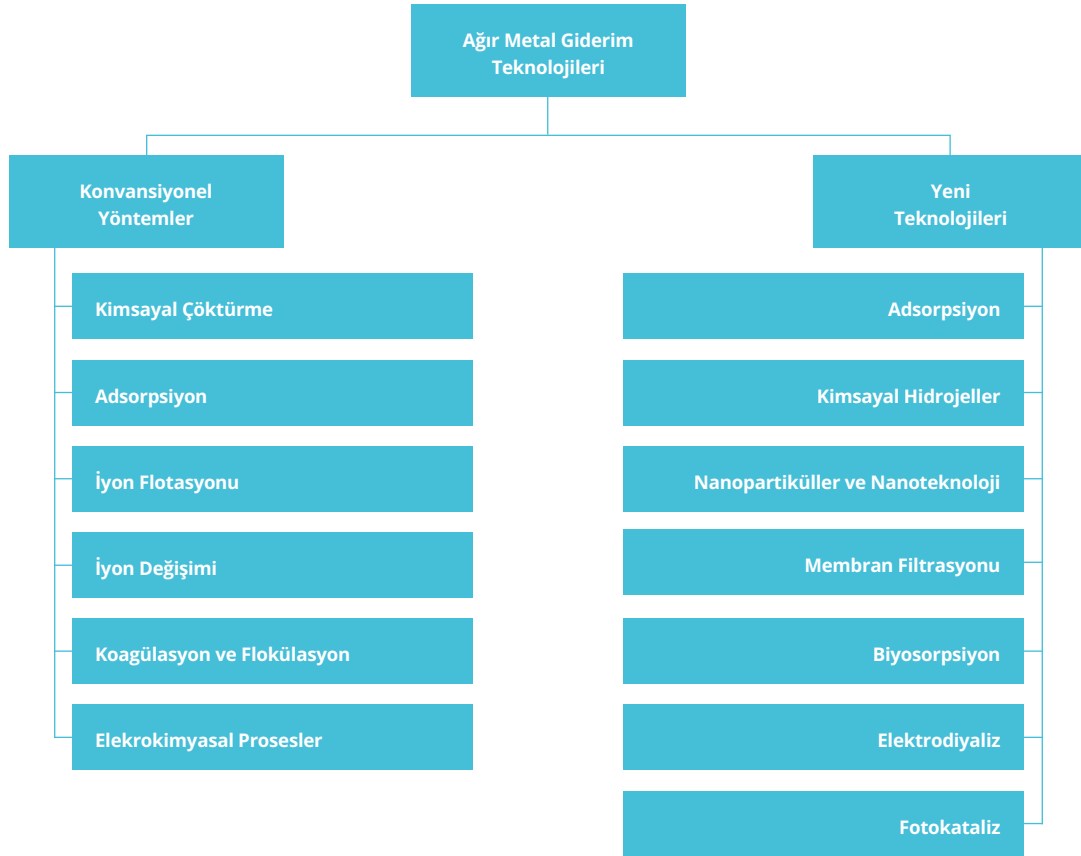 Ağır Metal Giderim
Teknolojileri
Konvansiyonel
Yöntemler
Kimsayal Çöktürme
Adsorpsiyon
İyon Flotasyonu
İyon Değişimi
Koagülasyon ve Flokülasyon
Elekrokimyasal Prosesler
Yeni
Teknolojileri
Adsorpsiyon
Kimsayal Hidrojeller
Nanopartiküller ve Nanoteknoloji
Membran Filtrasyonu
Biyosorpsiyon
Elektrodiyaliz
Fotokataliz